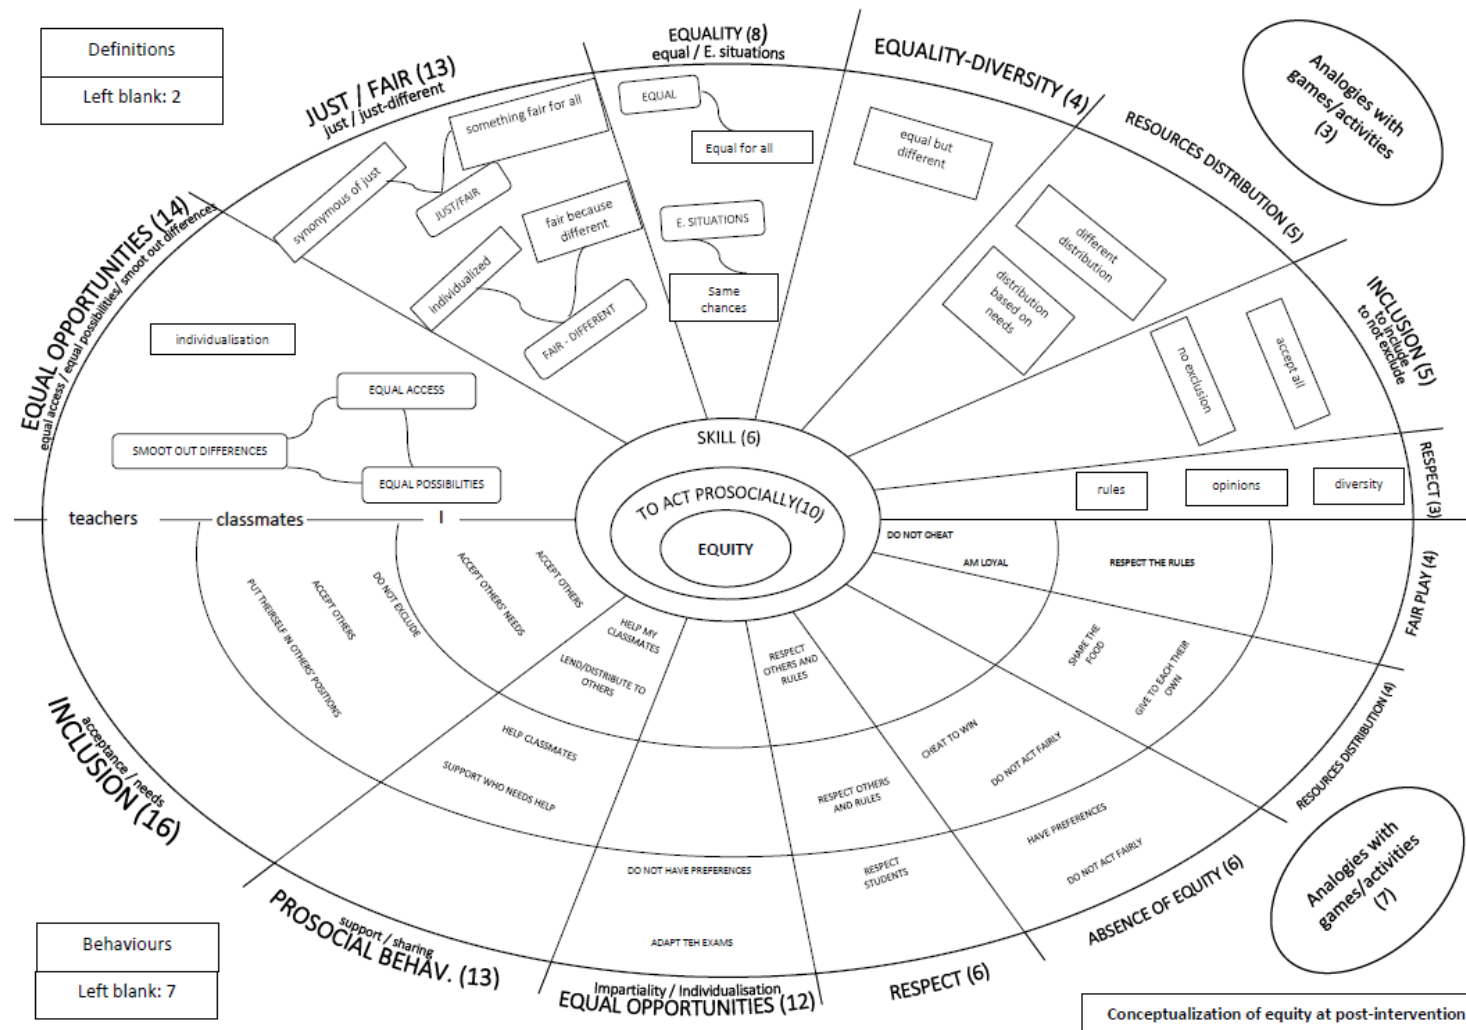 Definitions
Left blank: 2
JUST / FAIR (13)
just / just-different
EQUALITY (8)
equal / E. situations
EQUALITY-DIVERSITY (4)
RESOURCES DISTRIBUTION (5)
Analogies with
games/activities
(3)
INCLUSION (5)
to include
to not exclude
RESPECT (3)
EQUAL OPPORTUNITIES (14)
equal access / equal possibilities/ smoot out differences
individualisation
EQUAL ACCESS
SMOOT OUT DIFFERENCES
EQUAL POSSIBILITIES
synonymous of just
something fair for all
JUST/FAIR
individualized
fair because
different
FAIR - DIFFERENT
EQUAL
Equal for all
E. SITUATIONS
Same
chances
equal but
different
different
distribution
distribution
based on
needs
no exclusion
accept all
rules
opinions
diversity
SKILL (6)
TO ACT PROSOCIALLY(10)
EQUITY
teachers
classmates
I
PUT THEIRSELF IN OTHERS' POSITIONS
ACCEPT OTHERS
DO NOT EXCLUDE
ACCEPT OTHERS' NEEDS
ACCEPT OTHERS
INCLUSION (16)
acceptance / needs
HELP MY
CLASSMATES
LEND/DISTRIBUTE TO
OTHERS
HELP CLASSMATES
SUPPORT WHO NEEDS HELP
support / sharing
PROSOCIAL BEHAV. (13)
DO NOT HAVE PREFERENCES
ADAPT TEH EXAMS
Impartiality / Individualisation
EQUAL OPPORTUNITIES (12)
RESPECT
OTHERS AND
RULES
RESPECT OTHERS
AND RULES
RESPECT
STUDENTS
RESPECT (6)
CHEAT TO WIN
DO NOT ACT FAIRLY
HAVE PREFERENCES
DO NOT ACT FAIRLY
ABSENCE OF EQUITY (6)
SHARE THE
FOOD
GIVE TO EACH THEIR
OWN
RESOURCES DISTRIBUTION (4)
DO NOT CHEAT
AM LOYAL
RESPECT THE RULES
FAIR PLAY (4)
Analogies with
games/activities
(7)
Behaviours
Left blank: 7
Conceptualization of equity at post-intervention